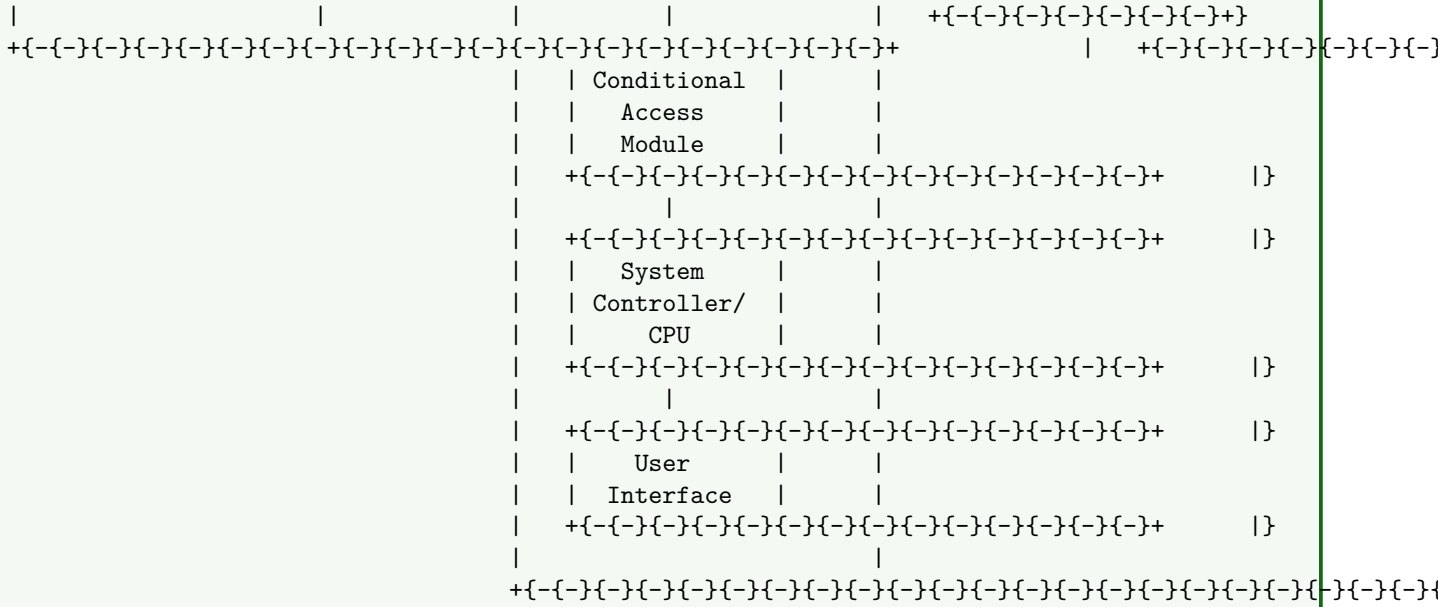 | | | | | +{-{-}{-}{-}{-}{-}{-}+}
+{-{-}{-}{-}{-}{-}{-}{-}{-}{-}{-}{-}{-}{-}{-}{-}{-}{-}{-}{-}+ | +{-}{-}{-}{-}{-}{-}{-}
| | Conditional | |
| | Access | |
| | Module | |
| +{-{-}{-}{-}{-}{-}{-}{-}{-}{-}{-}{-}{-}+ |}
| | |
| +{-{-}{-}{-}{-}{-}{-}{-}{-}{-}{-}{-}{-}+ |}
| | System | |
| | Controller/ | |
| | CPU | |
| +{-{-}{-}{-}{-}{-}{-}{-}{-}{-}{-}{-}{-}+ |}
| | |
| +{-{-}{-}{-}{-}{-}{-}{-}{-}{-}{-}{-}{-}+ |}
| | User | |
| | Interface | |
| +{-{-}{-}{-}{-}{-}{-}{-}{-}{-}{-}{-}{-}+ |}
| |
+{-{-}{-}{-}{-}{-}{-}{-}{-}{-}{-}{-}{-}{-}{-}{-}{-}{-}{-}{-}{-}{